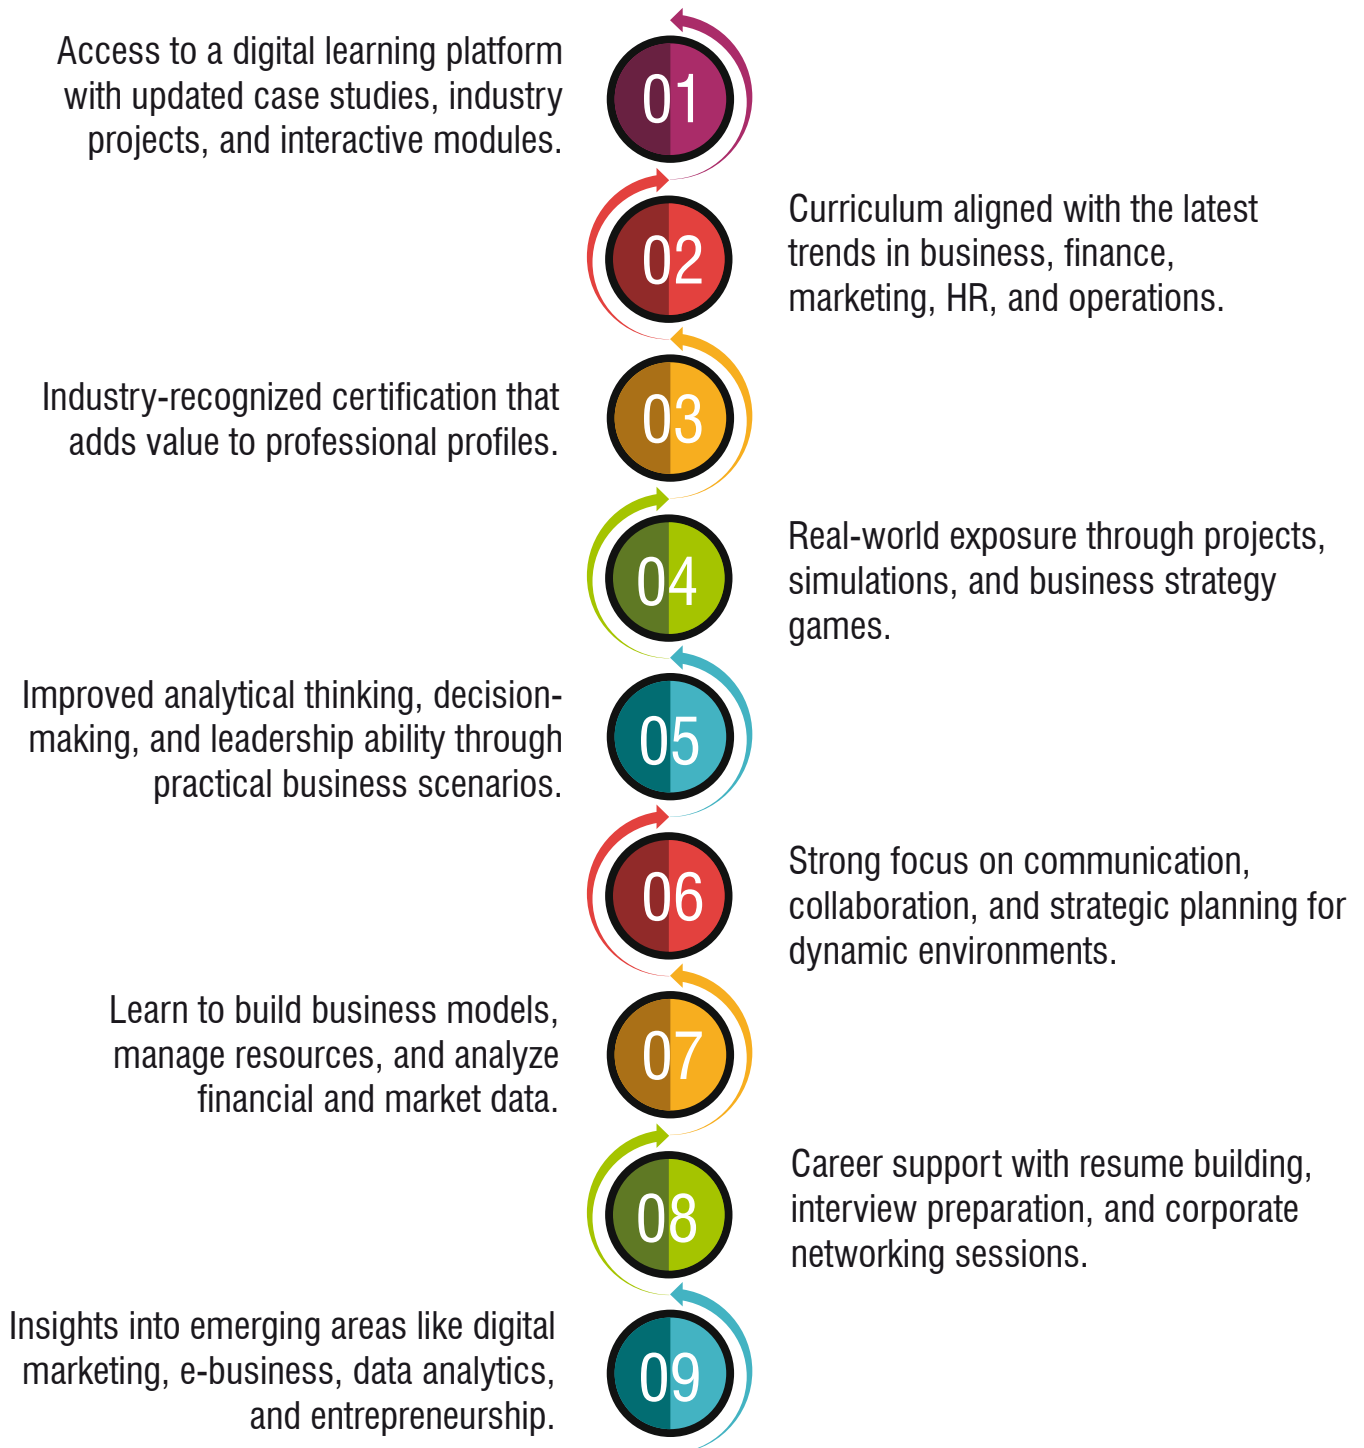 Access to a digital learning platform
with updated case studies, industry
projects, and interactive modules.
01
02
Curriculum aligned with the latest
trends in business, finance,
marketing, HR, and operations.
Industry-recognized certification that
adds value to professional profiles.
03
04
Real-world exposure through projects,
simulations, and business strategy
games.
Improved analytical thinking, decision-
making, and leadership ability through
practical business scenarios.
05
06
Strong focus on communication,
collaboration, and strategic planning for
dynamic environments.
Learn to build business models,
manage resources, and analyze
financial and market data.
07
08
Career support with resume building,
interview preparation, and corporate
networking sessions.
Insights into emerging areas like digital
marketing, e-business, data analytics,
and entrepreneurship.
09